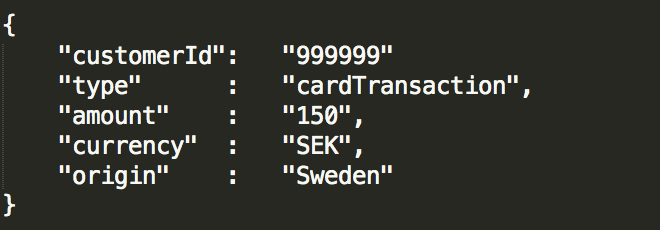 {
    "customerId":   "999999"
    "type"      :   "cardTransaction",
    "amount"    :   "150",
    "currency"  :   "SEK",
    "origin"    :   "Sweden"
}